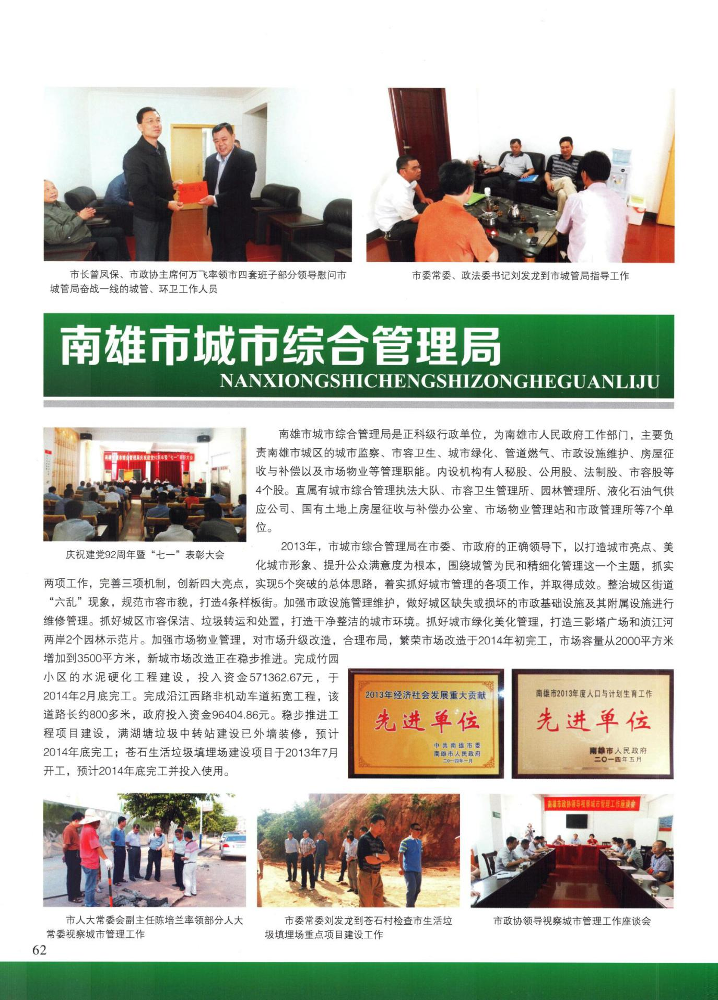 慰问金
市长曾凤保、市政协主席何万飞率领市四套班子部分领导慰问市
城管局奋战一线的城管、环卫工作人员
市委常委、政法委书记刘发龙到市城管局指导工作
南雄市城市综合管理局
NANXIONGSHICHENGSHIZONGHEGUANLIJU
南雄市城市综合管理局庆祝建党92周年暨“七一”表彰大会
庆祝建党92周年暨“七一”表彰大会
南雄市城市综合管理局是正科级行政单位，为南雄市人民政府工作部门，主要负
责南雄市城区的城市监察、市容卫生、城市绿化、管道燃气、市政设施维护、房屋征
收与补偿以及市场物业等管理职能。内设机构有人秘股、公用股、法制股、市容股等
4个股。直属有城市综合管理执法大队、市容卫生管理所、园林管理所、液化石油气供
应公司、国有土地上房屋征收与补偿办公室、市场物业管理站和市政管理所等7个单
位。
2013年，市城市综合管理局在市委、市政府的正确领导下，以打造城市亮点、美
化城市形象、提升公众满意度为根本，围绕城管为民和精细化管理这一个主题，抓实
两项工作，完善三项机制，创新四大亮点，实现5个突破的总体思路，着实抓好城市管理的各项工作，并取得成效。整治城区街道
“六乱”现象，规范市容市貌，打造4条样板街。加强市政设施管理维护，做好城区缺失或损坏的市政基础设施及其附属设施进行
维修管理。抓好城区市容保洁、垃圾转运和处置，打造干净整洁的城市环境。抓好城市绿化美化管理，打造三影塔广场和浈江河
两岸2个园林示范片。加强市场物业管理，对市场升级改造，合理布局，繁荣市场改造于2014年初完工，市场容量从2000平方米
增加到3500平方米，新城市场改造正在稳步推进。完成竹园
小区的水泥硬化工程建设，投入资金571362.67元，于
2014年2月底完工。完成沿江西路非机动车道拓宽工程，该
道路长约800多米，政府投入资金96404.86元。稳步推进工
程项目建设，满湖塘垃圾中转站建设已外墙装修，预计
2014年底完工；苍石生活垃圾填埋场建设项目于2013年7月
开工，预计2014年底完工并投入使用。
2013年经济社会发展重大贡献
先进单位
中共南雄市委
南雄市人民政府
二〇一四年一月
南雄市2013年度人口与计划生育工作
先进单位
南雄市人民政府
二〇一四年五月
南雄市政协领导视察城市管理工作座谈会
市人大常委会副主任陈培兰率领部分人大
常委视察城市管理工作
市委常委刘发龙到苍石村检查市生活垃
圾填埋场重点项目建设工作
市政协领导视察城市管理工作座谈会
62